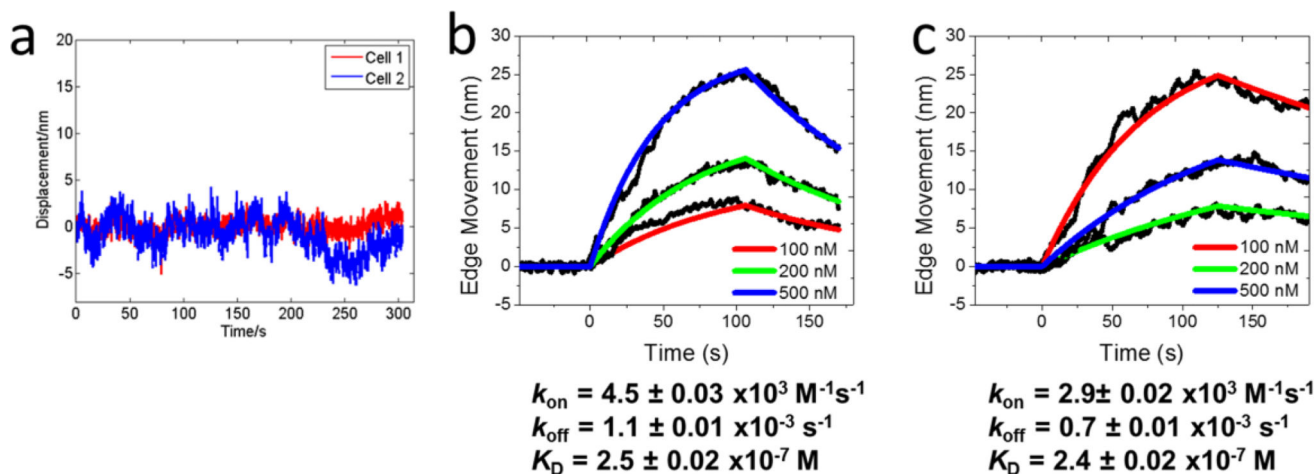 a
20
15
10
5
0
-5
Displacement/nm
0 50 100 150 200 250 300
Time/s
Cell 1
Cell 2
b
30
25
20
15
10
5
0
-5
Edge Movement (nm)
0 50 100 150
Time (s)
100 nM
200 nM
500 nM
kon = 4.5 ± 0.03 x10³ M⁻¹s⁻¹
koff = 1.1 ± 0.01 x10⁻³ s⁻¹
KD = 2.5 ± 0.02 x10⁻⁷ M
c
30
25
20
15
10
5
0
-5
Edge Movement (nm)
0 50 100 150
Time (s)
100 nM
200 nM
500 nM
kon = 2.9± 0.02 x10³ M⁻¹s⁻¹
koff = 0.7 ± 0.01 x10⁻³ s⁻¹
KD = 2.4 ± 0.02 x10⁻⁷ M